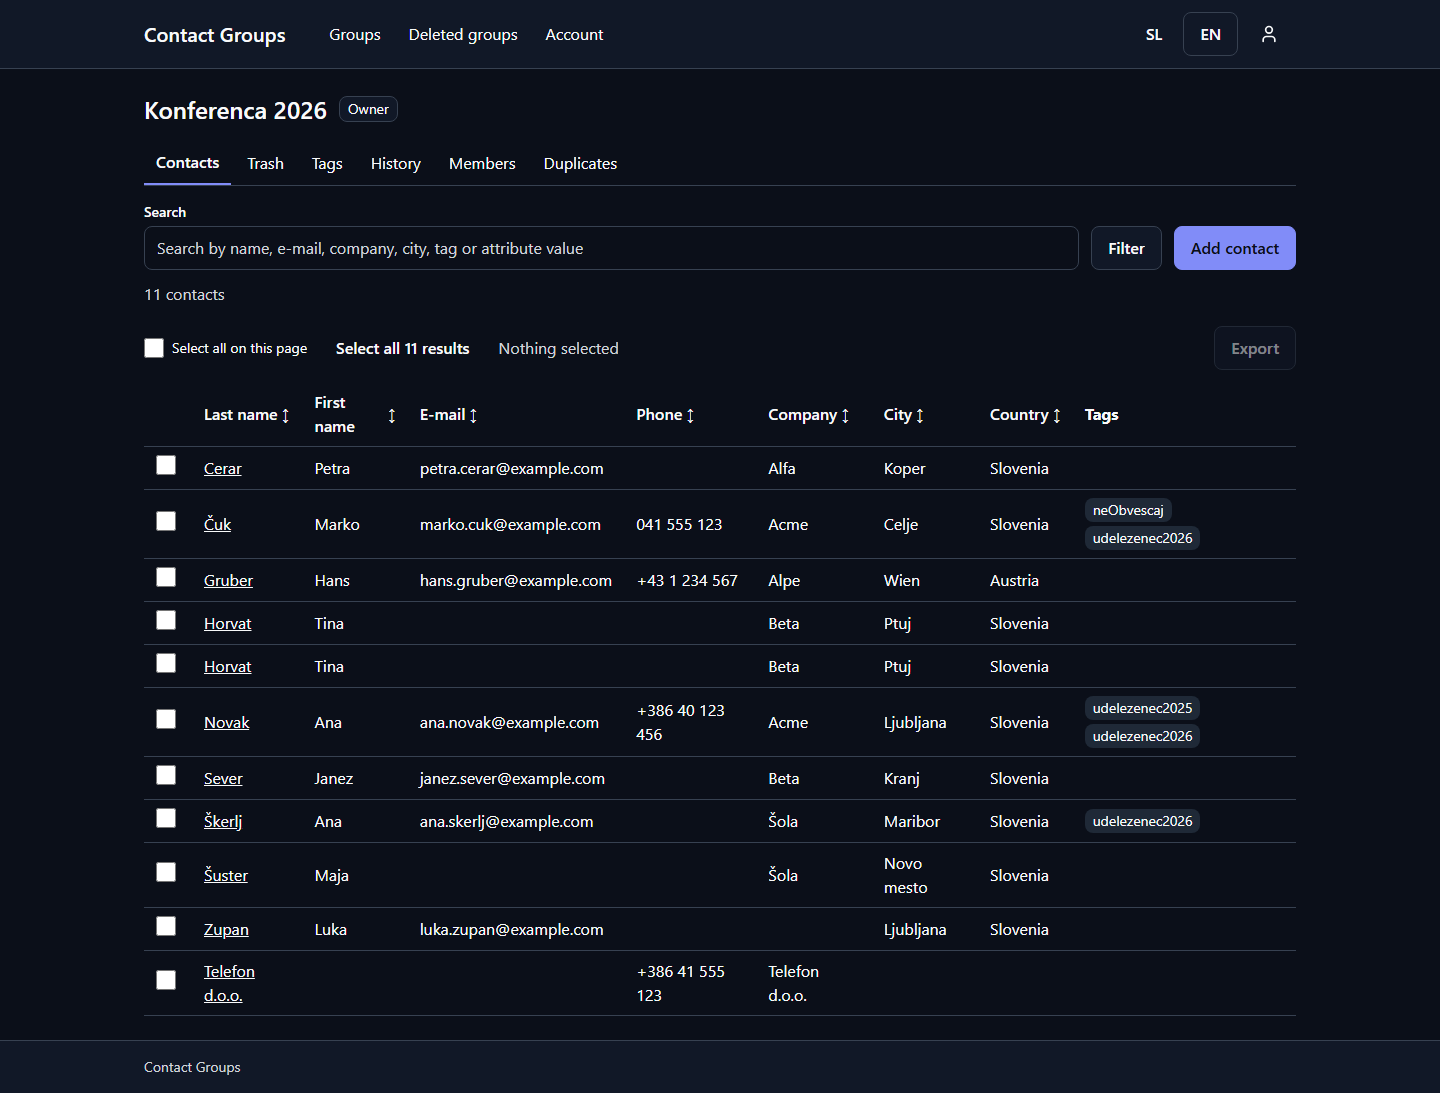 Contact Groups Groups Deleted groups Account SL EN
Konferenca 2026 Owner
Contacts Trash Tags History Members Duplicates
Search
Search by name, e-mail, company, city, tag or attribute value Filter Add contact
11 contacts
Select all on this page Select all 11 results Nothing selected Export
Last name ↕ First name ↕ E-mail ↕ Phone ↕ Company ↕ City ↕ Country ↕ Tags
Cerar Petra petra.cerar@example.com Alfa Koper Slovenia
Čuk Marko marko.cuk@example.com 041 555 123 Acme Celje Slovenia neObvescaj udelezenec2026
Gruber Hans hans.gruber@example.com +43 1 234 567 Alpe Wien Austria
Horvat Tina Beta Ptuj Slovenia
Horvat Tina Beta Ptuj Slovenia
Novak Ana ana.novak@example.com +386 40 123 456 Acme Ljubljana Slovenia udelezenec2025 udelezenec2026
Sever Janez janez.sever@example.com Beta Kranj Slovenia
Škerlj Ana ana.skerlj@example.com Šola Maribor Slovenia udelezenec2026
Šuster Maja Šola Novo mesto Slovenia
Zupan Luka luka.zupan@example.com Ljubljana Slovenia
Telefon d.o.o. +386 41 555 123 Telefon d.o.o.
Contact Groups